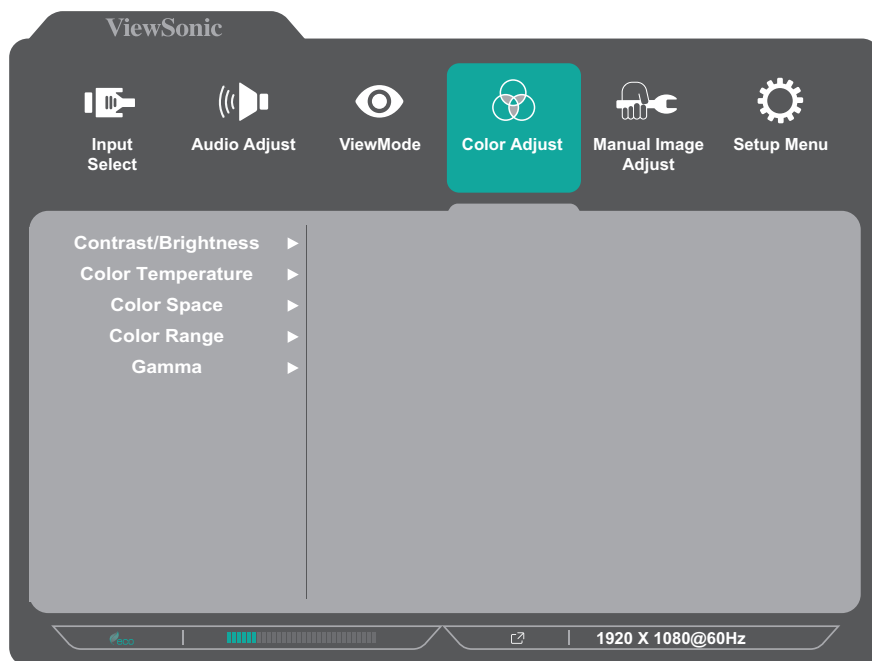 ViewSonic
Input
Select
Audio Adjust
ViewMode
Color Adjust
Manual Image
Adjust
Setup Menu
Contrast/Brightness
Color Temperature
Color Space
Color Range
Gamma
eco
1920 X 1080@60Hz